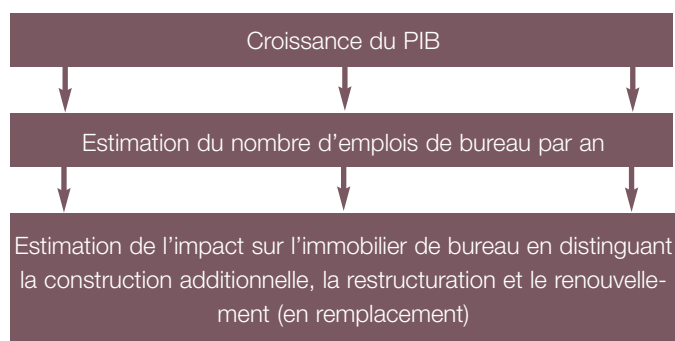 Croissance du PIB
Estimation du nombre d’emplois de bureau par an
Estimation de l’impact sur l’immobilier de bureau en distinguant
la construction additionnelle, la restructuration et le renouvelle-
ment (en remplacement)